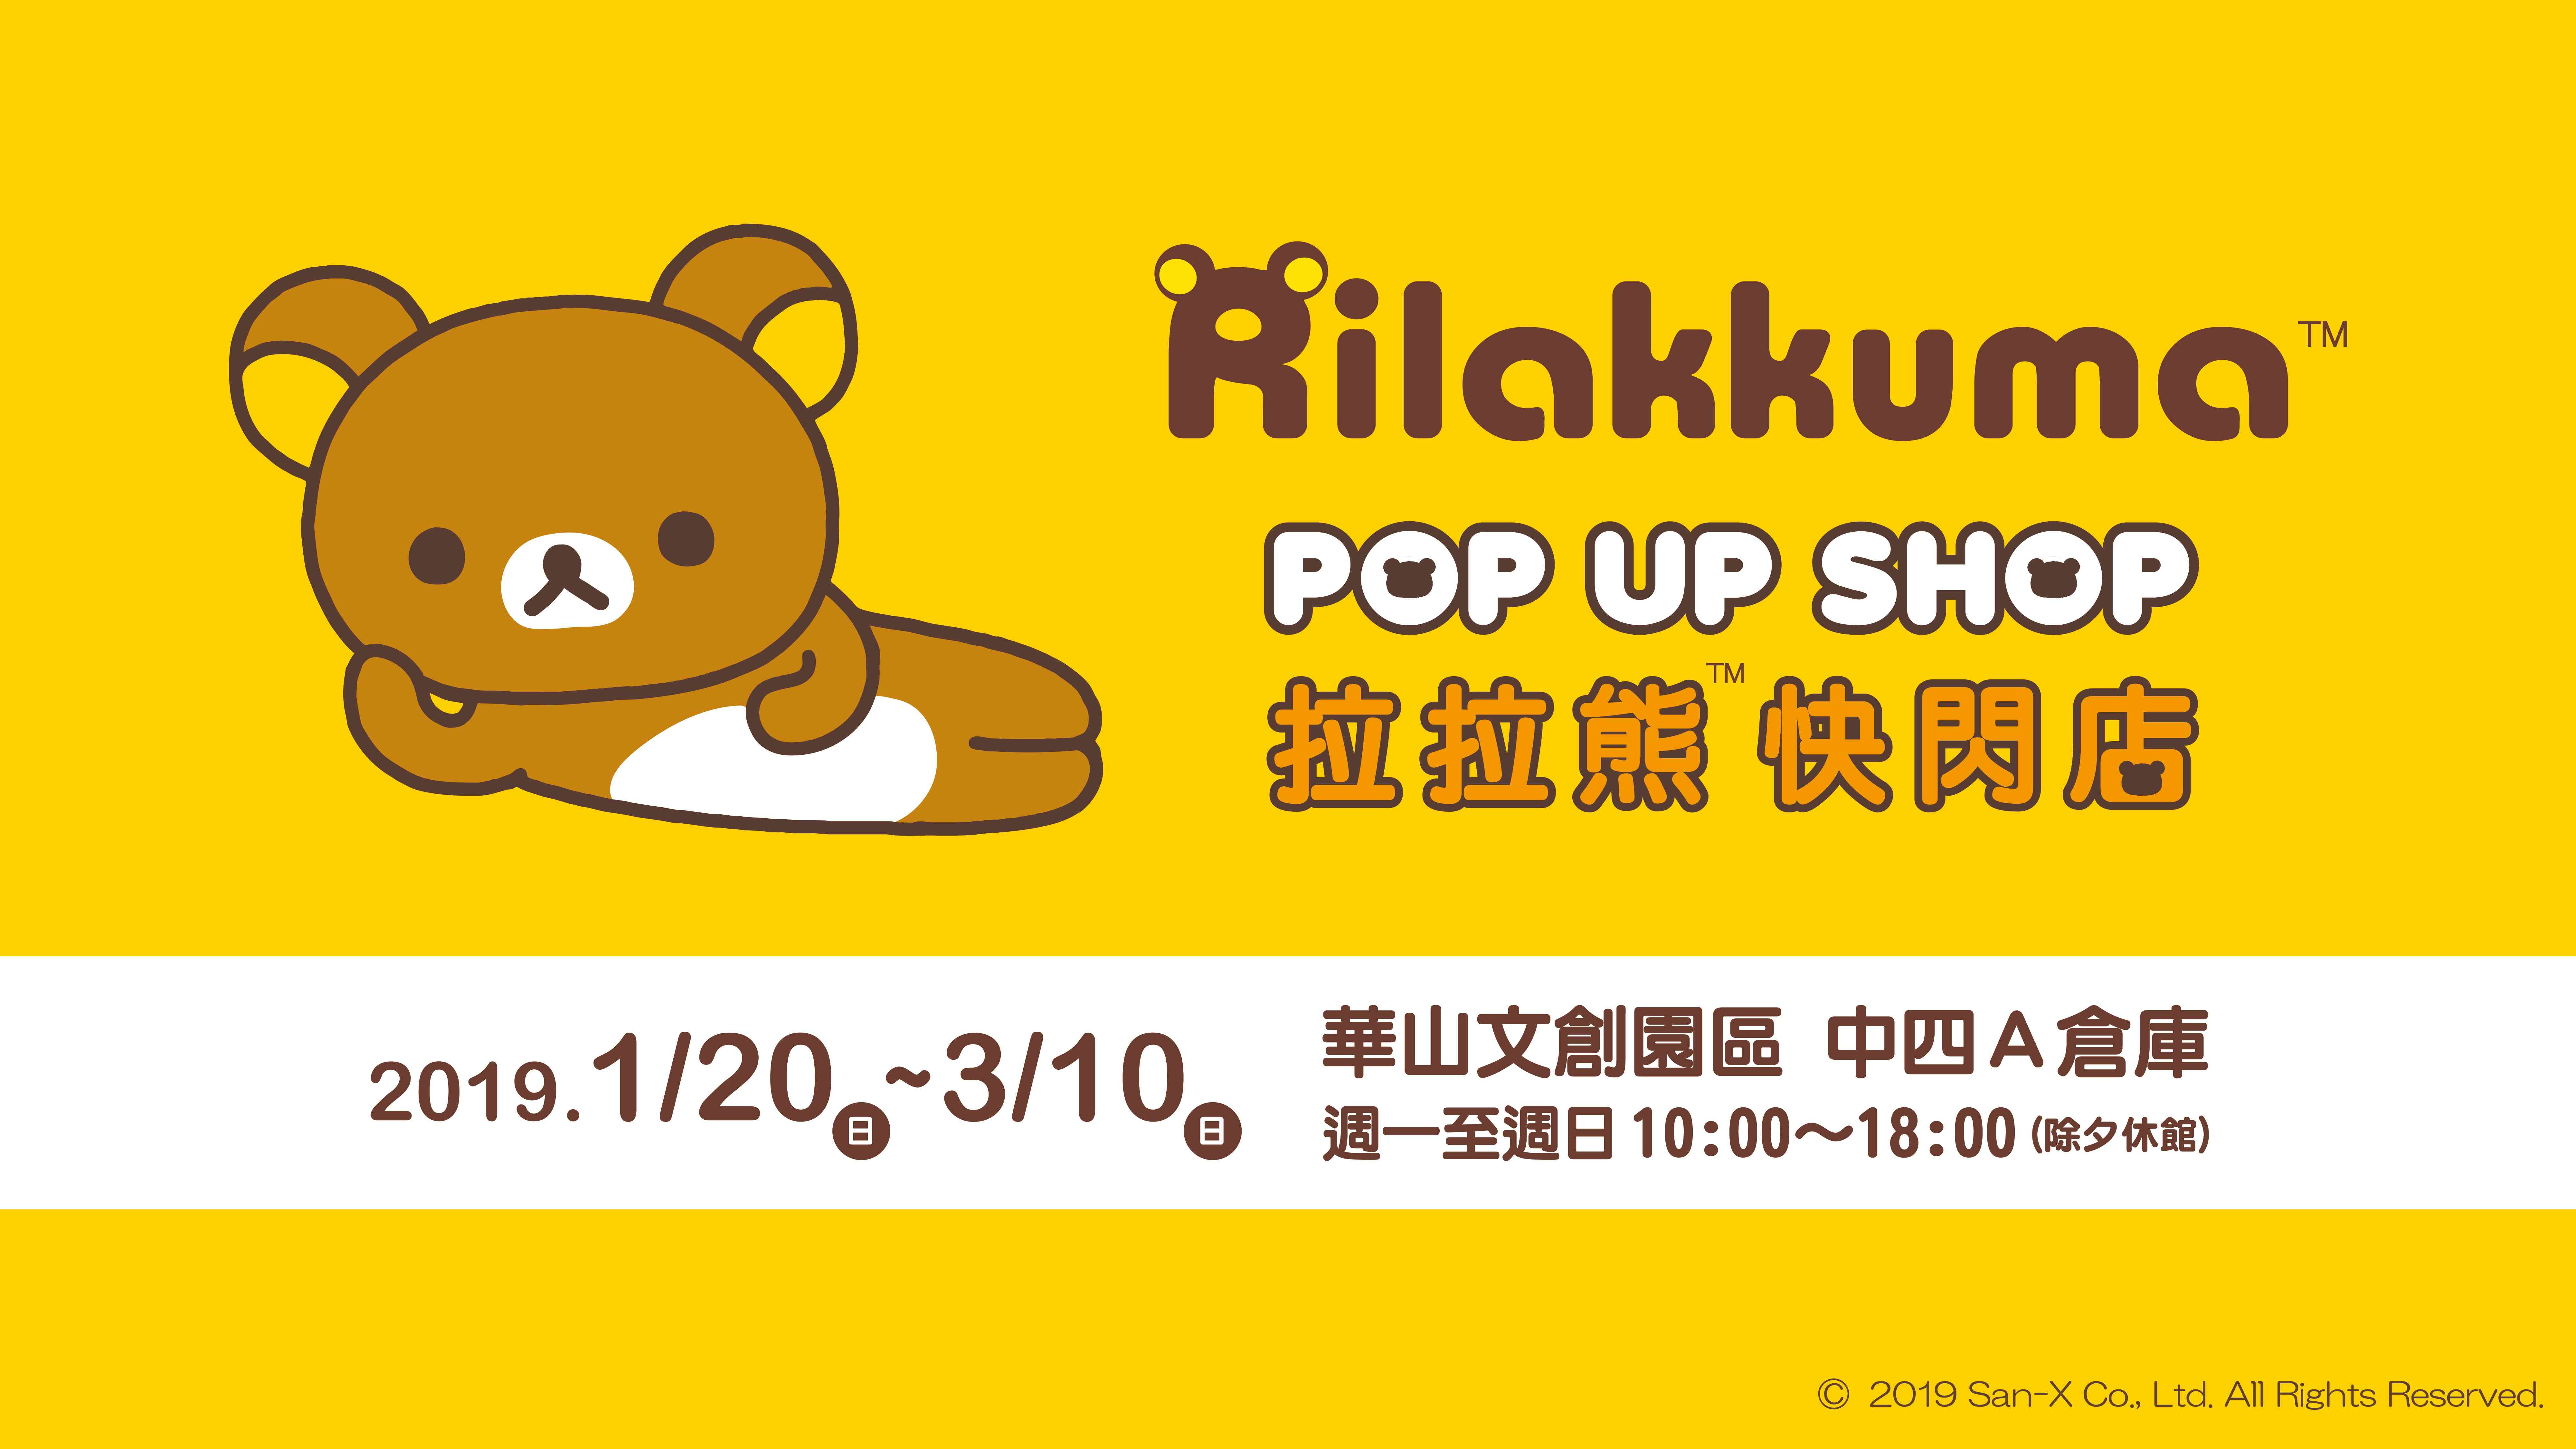 Rilakkuma™
POP UP SHOP
拉拉熊™快閃店
2019.1/20日~3/10日
華山文創園區 中四A倉庫
週一至週日10:00～18:00(除夕休館)
© 2019 San-X Co., Ltd. All Rights Reserved.